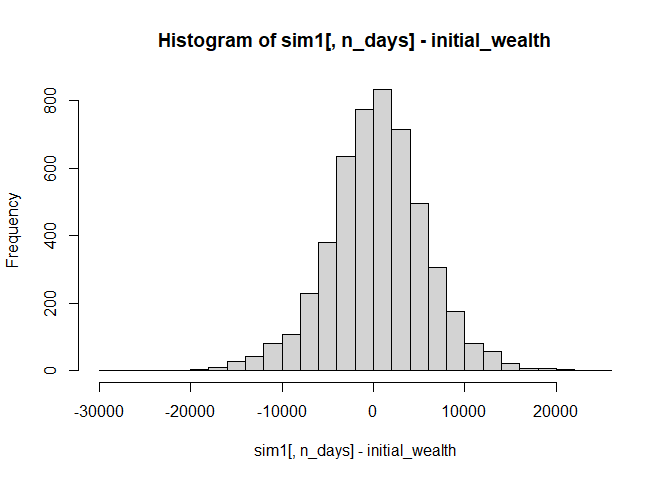 Histogram of sim1[, n_days] - initial_wealth
Frequency
800
600
400
200
0
-30000 -20000 -10000 0 10000 20000
sim1[, n_days] - initial_wealth